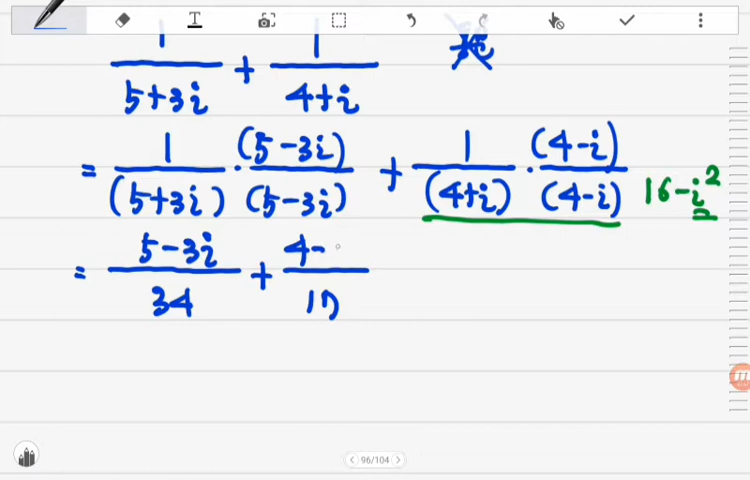 1/(5+3i) + 1/(4+i)
= 1/(5+3i) · (5-3i)/(5-3i) + 1/(4+i) · (4-i)/(4-i) 16-i²
= (5-3i)/34 + (4-)/17
96/104